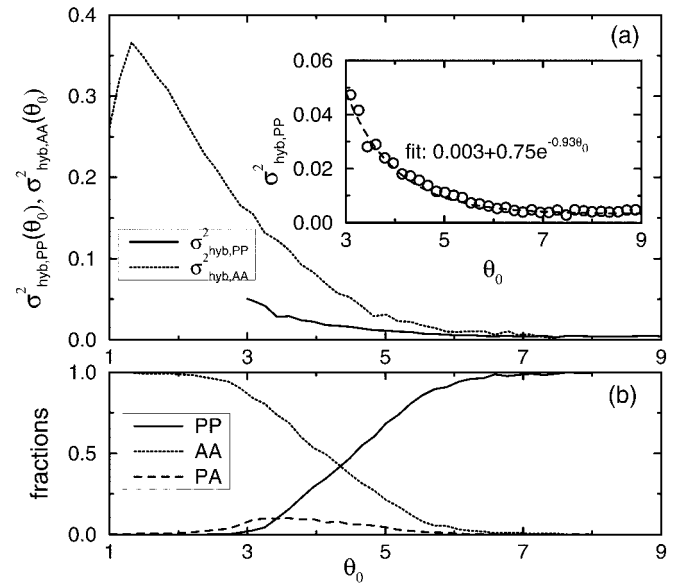 (a)
0.4
0.3
0.2
0.1
0.0
σ²hyb,PP(θ₀), σ²hyb,AA(θ₀)
σ²hyb,PP
σ²hyb,AA
0.06
0.04
0.02
0.00
σ²hyb,PP
fit: 0.003+0.75e^-0.93θ₀
3 5 7 9
θ₀
1 3 5 7 9
(b)
1.0
0.5
0.0
fractions
PP
AA
PA
1 3 5 7 9
θ₀